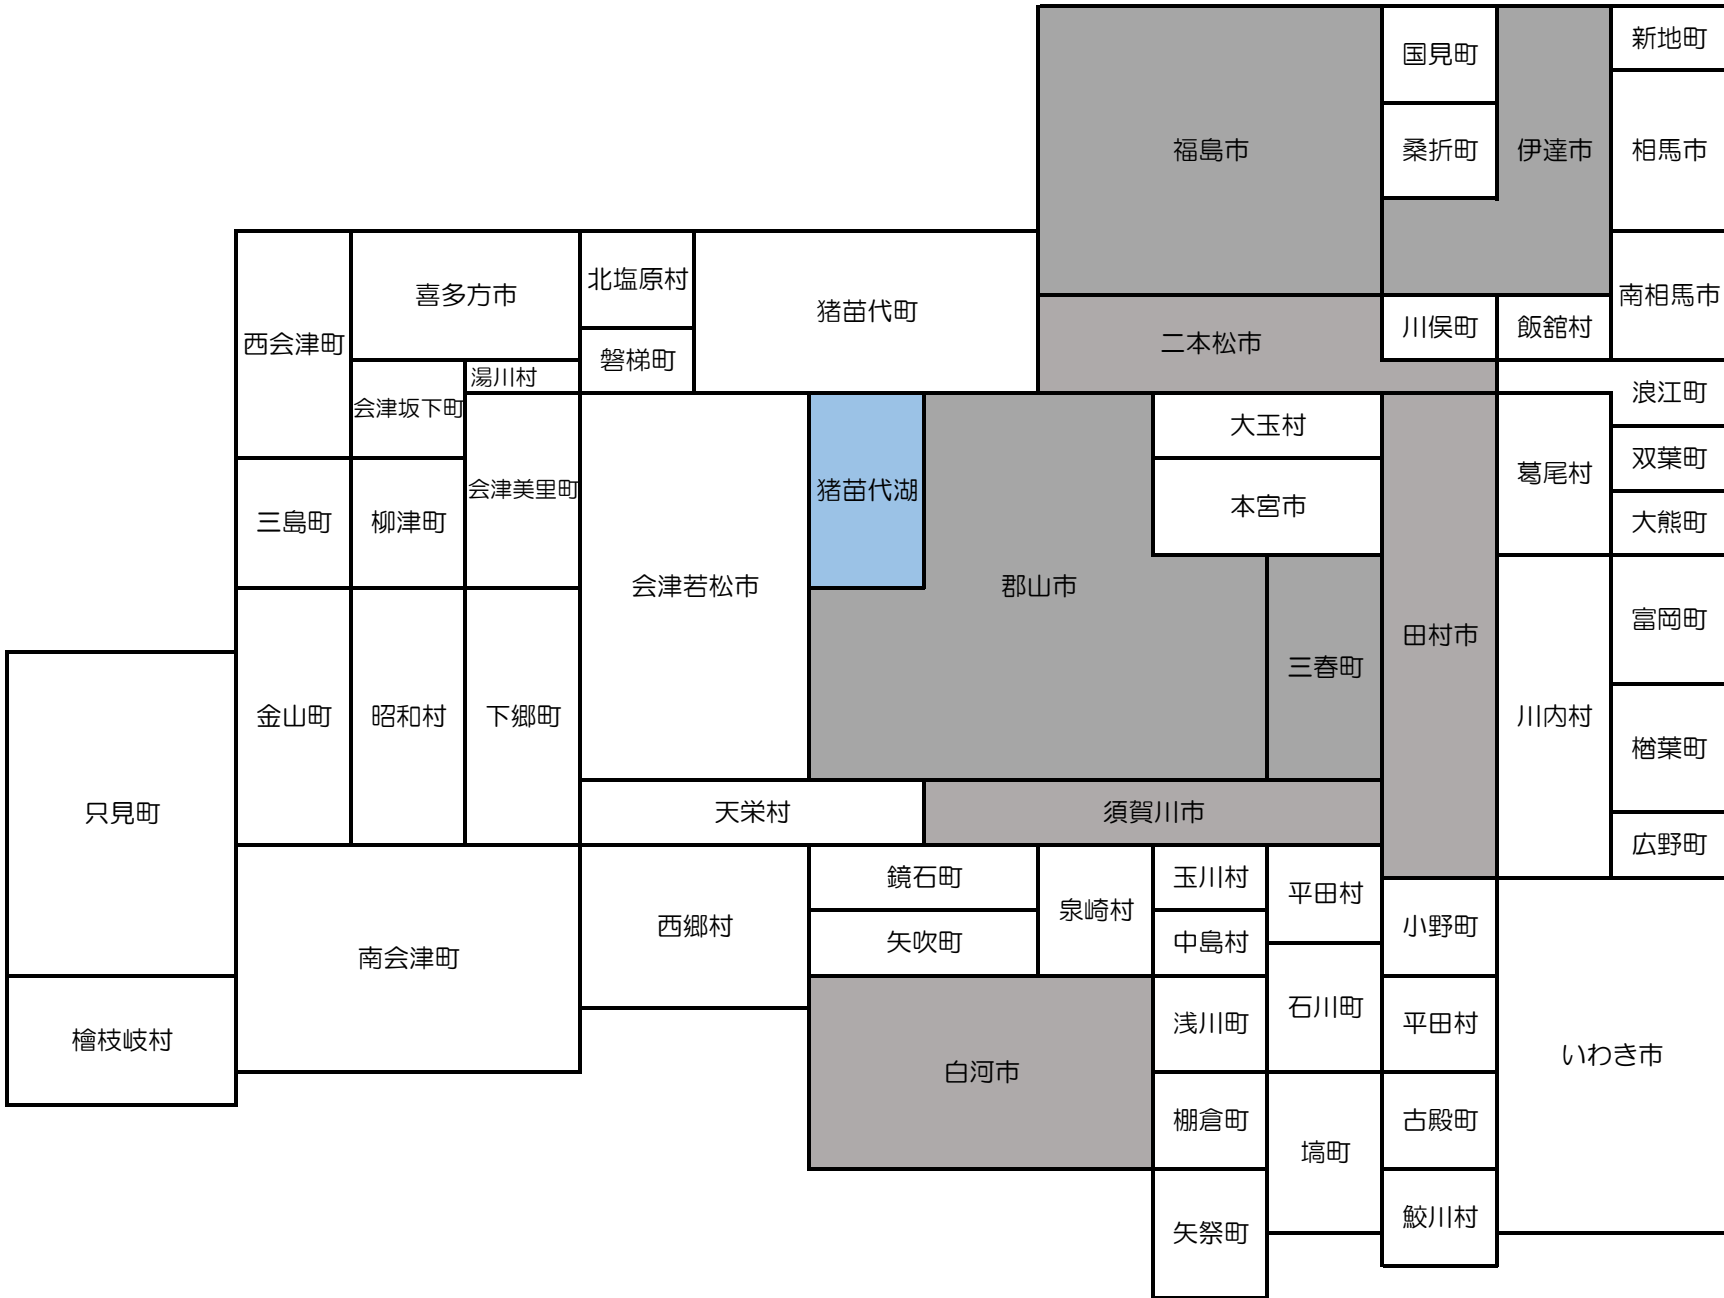 新地町
国見町
福島市
桑折町
伊達市
相馬市
北塩原村
喜多方市
南相馬市
猪苗代町
川俣町
飯舘村
西会津町
二本松市
磐梯町
湯川村
浪江町
会津坂下町
大玉村
双葉町
葛尾村
会津美里町
猪苗代湖
本宮市
三島町
柳津町
大熊町
会津若松市
郡山市
富岡町
田村市
三春町
金山町
昭和村
下郷町
川内村
楢葉町
只見町
天栄村
須賀川市
広野町
鏡石町
玉川村
平田村
泉崎村
西郷村
小野町
矢吹町
中島村
南会津町
石川町
浅川町
平田村
檜枝岐村
いわき市
白河市
棚倉町
古殿町
塙町
鮫川村
矢祭町